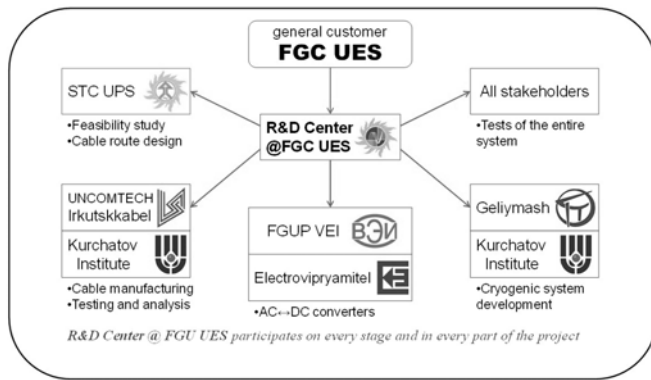 general customer
FGC UES
STC UPS
•Feasibility study
•Cable route design
R&D Center
@FGC UES
All stakeholders
•Tests of the entire
system
UNCOMTECH
Irkutskkabel
Kurchatov
Institute
•Cable manufacturing
•Testing and analysis
FGUP VEI
ВЭИ
Electrovipryamitel
•AC↔DC converters
Geliymash
Kurchatov
Institute
•Cryogenic system
development
R&D Center @ FGU UES participates on every stage and in every part of the project